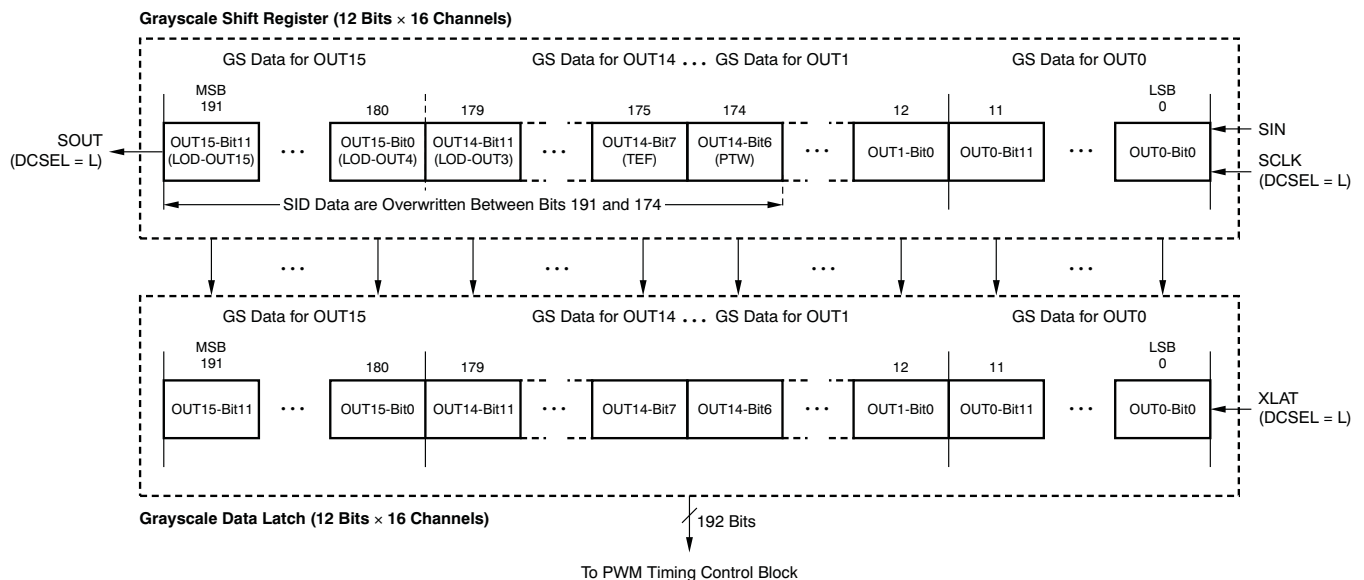 Grayscale Shift Register (12 Bits × 16 Channels)
GS Data for OUT15
GS Data for OUT14 ... GS Data for OUT1
GS Data for OUT0
MSB
191
180
179
175
174
12
11
LSB
0
SOUT
(DCSEL = L)
OUT15-Bit11
(LOD-OUT15)
...
OUT15-Bit0
(LOD-OUT4)
OUT14-Bit11
(LOD-OUT3)
...
OUT14-Bit7
(TEF)
OUT14-Bit6
(PTW)
...
OUT1-Bit0
OUT0-Bit11
...
OUT0-Bit0
SIN
SCLK
(DCSEL = L)
SID Data are Overwritten Between Bits 191 and 174
... ... ... ...
GS Data for OUT15
GS Data for OUT14 ... GS Data for OUT1
GS Data for OUT0
MSB
191
180
179
12
11
LSB
0
OUT15-Bit11
...
OUT15-Bit0
OUT14-Bit11
...
OUT14-Bit7
OUT14-Bit6
...
OUT1-Bit0
OUT0-Bit11
...
OUT0-Bit0
XLAT
(DCSEL = L)
Grayscale Data Latch (12 Bits × 16 Channels)
192 Bits
To PWM Timing Control Block